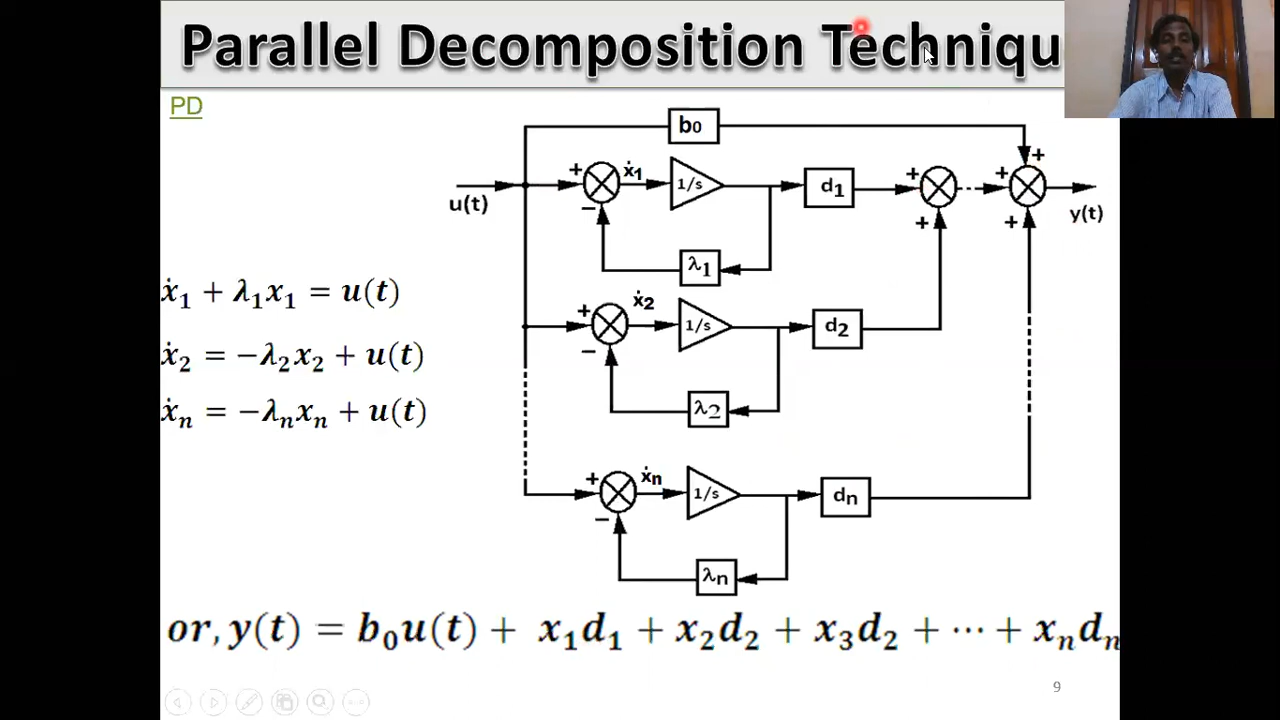 Parallel Decomposition Techniqu
PD
b₀
u(t)
+
−
ẋ₁
1/s
d₁
λ₁
+
+
+
+
+
y(t)
ẋ₁ + λ₁x₁ = u(t)
+
−
ẋ₂
1/s
d₂
λ₂
ẋ₂ = −λ₂x₂ + u(t)
ẋₙ = −λₙxₙ + u(t)
+
−
ẋn
1/s
dn
λn
or, y(t) = b₀u(t) + x₁d₁ + x₂d₂ + x₃d₂ + ⋯ + xₙdₙ
9